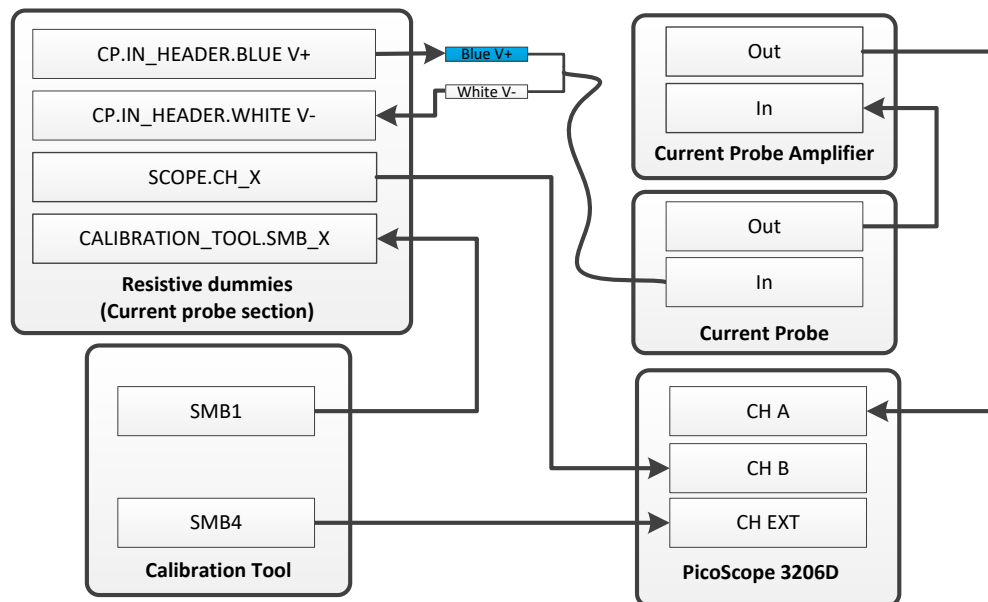 CP.IN_HEADER.BLUE V+
CP.IN_HEADER.WHITE V-
SCOPE.CH_X
CALIBRATION_TOOL.SMB_X
Resistive dummies
(Current probe section)
Blue V+
White V-
Out
In
Current Probe Amplifier
Out
In
Current Probe
SMB1
SMB4
Calibration Tool
CH A
CH B
CH EXT
PicoScope 3206D